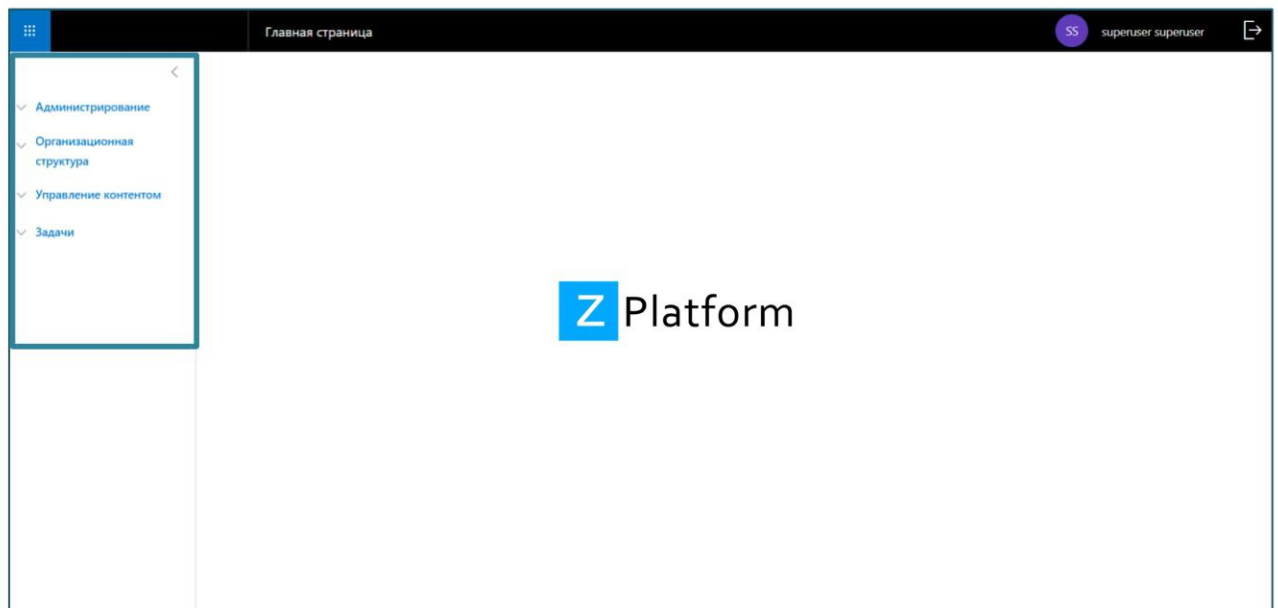 Главная страница
SS
superuser superuser
Администрирование
Организационная
структура
Управление контентом
Задачи
Z Platform